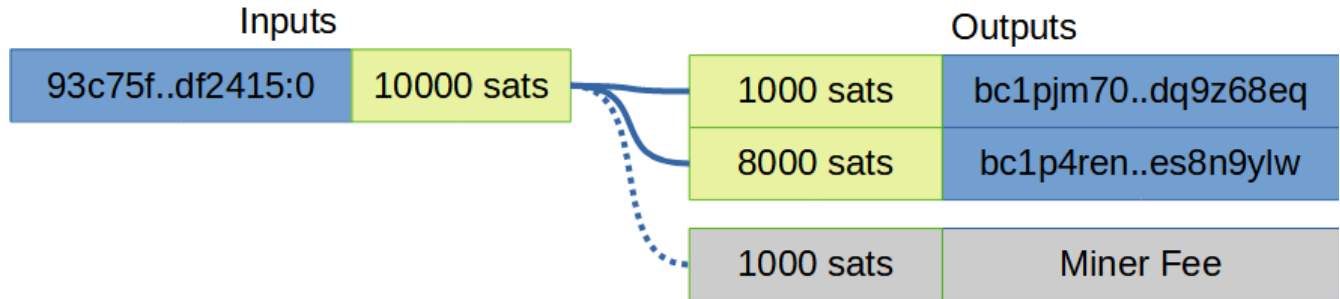 Inputs
93c75f..df2415:0 10000 sats
Outputs
1000 sats bc1pjm70..dq9z68eq
8000 sats bc1p4ren..es8n9ylw
1000 sats Miner Fee